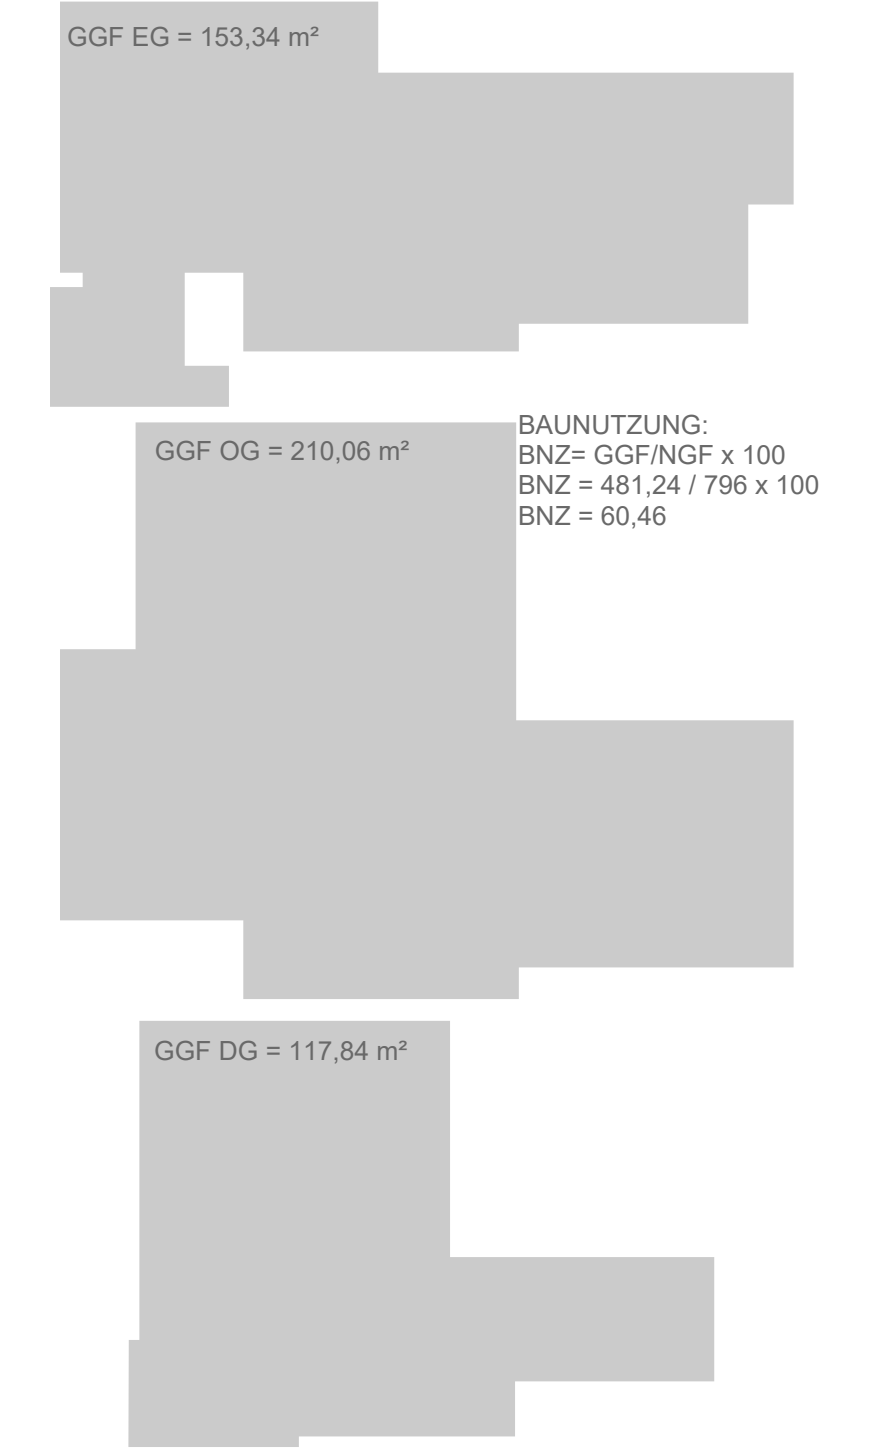 GGF EG = 153,34 m²
GGF OG = 210,06 m²
BAUNUTZUNG:
BNZ= GGF/NGF x 100
BNZ = 481,24 / 796 x 100
BNZ = 60,46
GGF DG = 117,84 m²